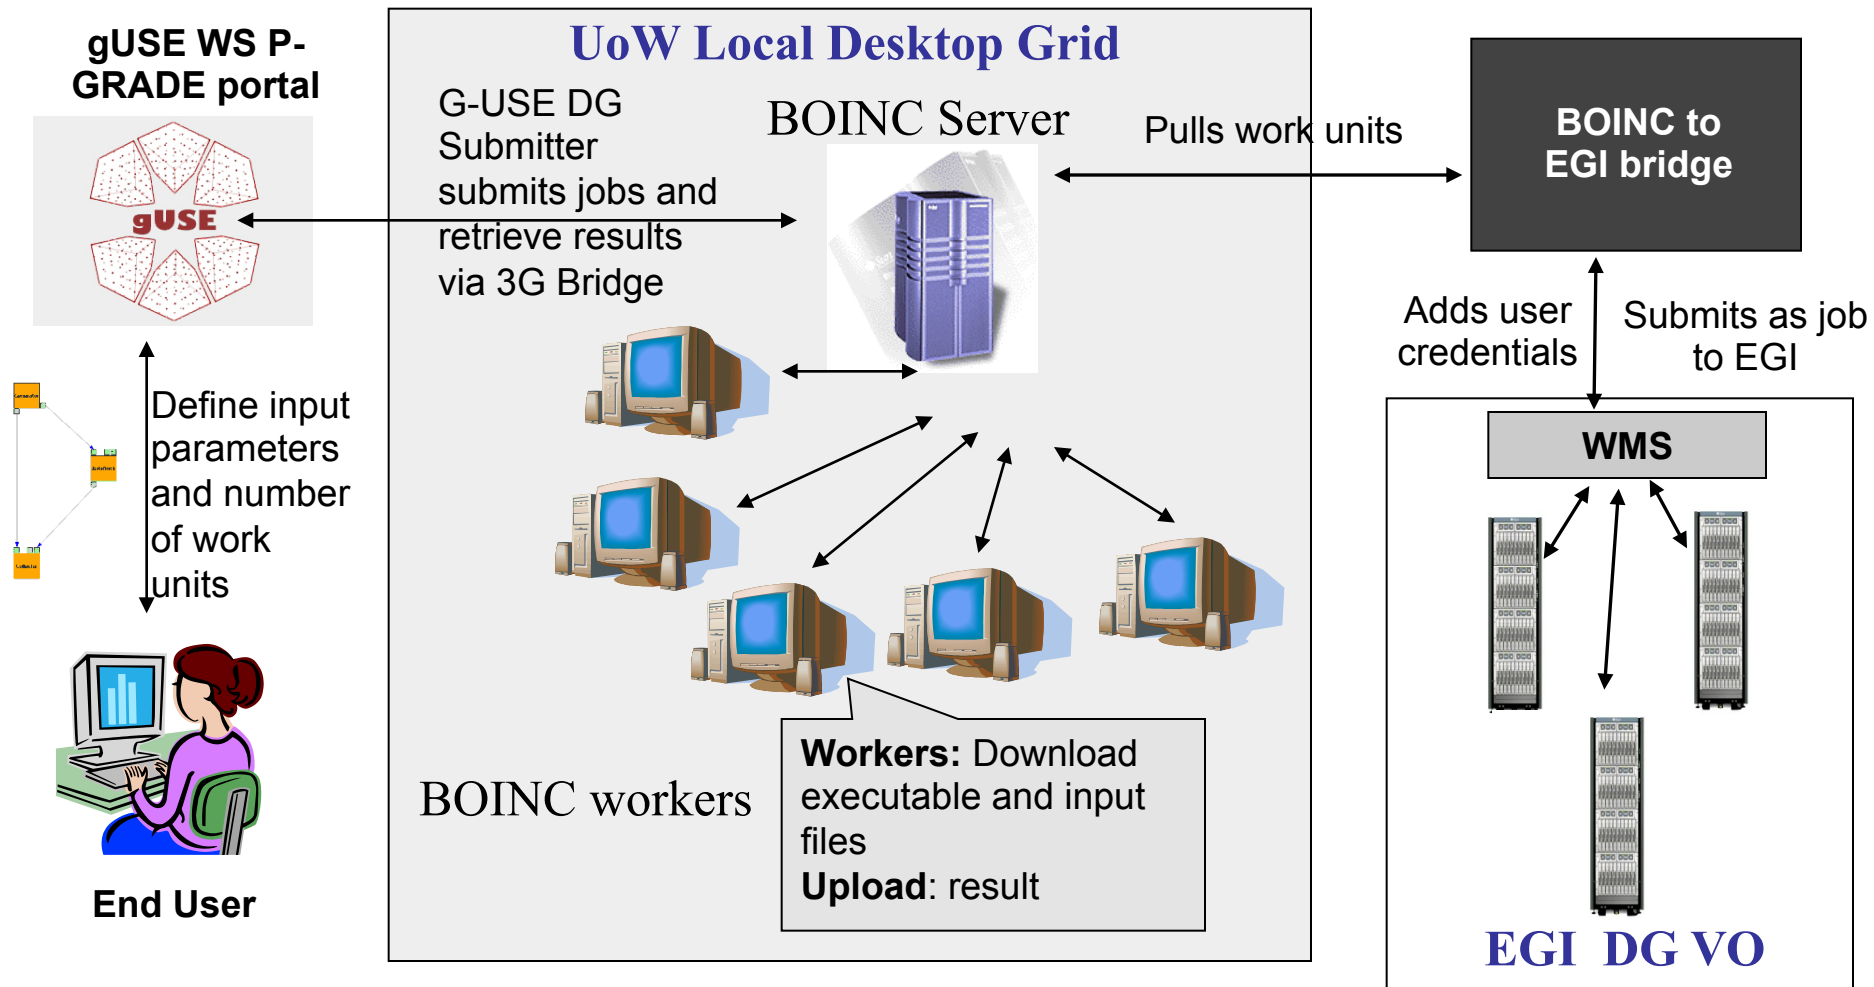 gUSE WS P-
GRADE portal
gUSE
Define input
parameters
and number
of work
units
End User
UoW Local Desktop Grid
G-USE DG
Submitter
submits jobs and
retrieve results
via 3G Bridge
BOINC Server
BOINC workers
Workers: Download
executable and input
files
Upload: result
Pulls work units
BOINC to
EGI bridge
Adds user
credentials
Submits as job
to EGI
WMS
EGI DG VO